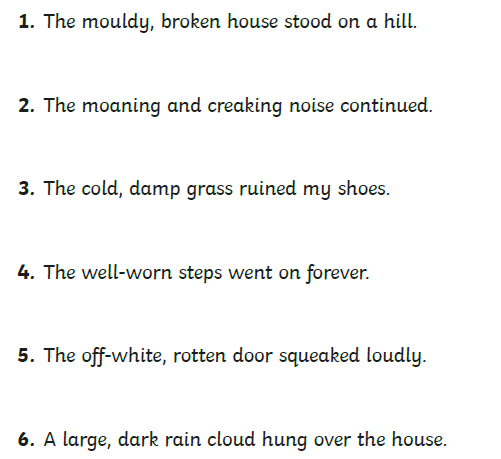 1. The mouldy, broken house stood on a hill.
2. The moaning and creaking noise continued.
3. The cold, damp grass ruined my shoes.
4. The well-worn steps went on forever.
5. The off-white, rotten door squeaked loudly.
6. A large, dark rain cloud hung over the house.